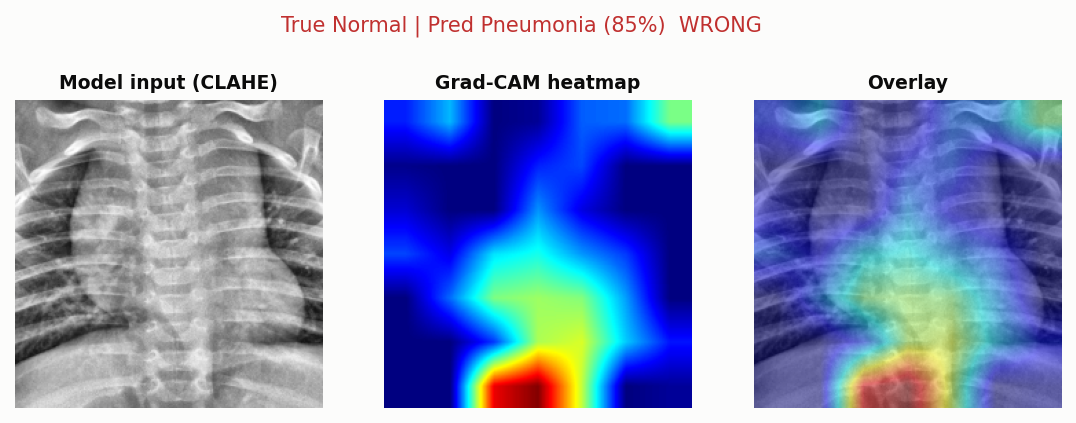 True Normal | Pred Pneumonia (85%)  WRONG
Model input (CLAHE)
Grad-CAM heatmap
Overlay